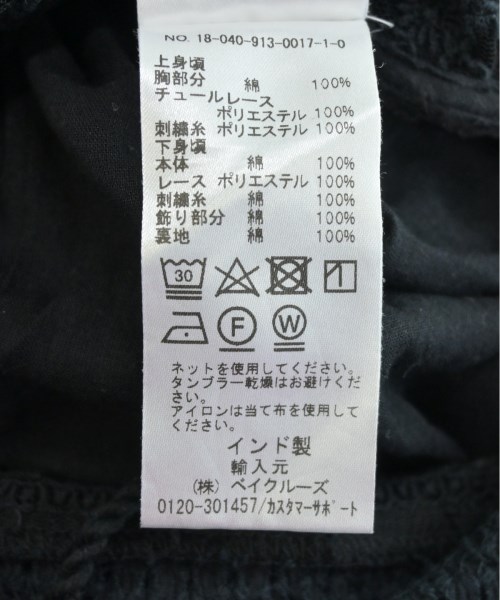 NO. 18-040-913-0017-1-0
上身頃
胸部分 綿 100%
チュールレース
ポリエステル 100%
刺繍糸 ポリエステル 100%
下身頃
本体 綿 100%
レース ポリエステル 100%
刺繍糸 綿 100%
飾り部分 綿 100%
裏地 綿 100%
30
F W
ネットを使用してください。
タンブラー乾燥はお避けくだ
さい。
アイロンは当て布を使用して
ください。
インド製
輸入元
(株) ベイクルーズ
0120-301457/カスタマーサポート